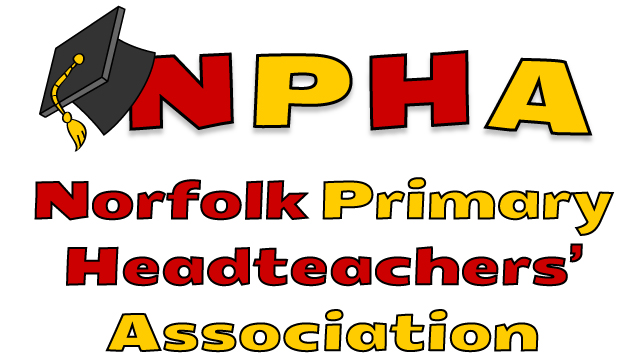 NPHA
Norfolk Primary
Headteachers’
Association